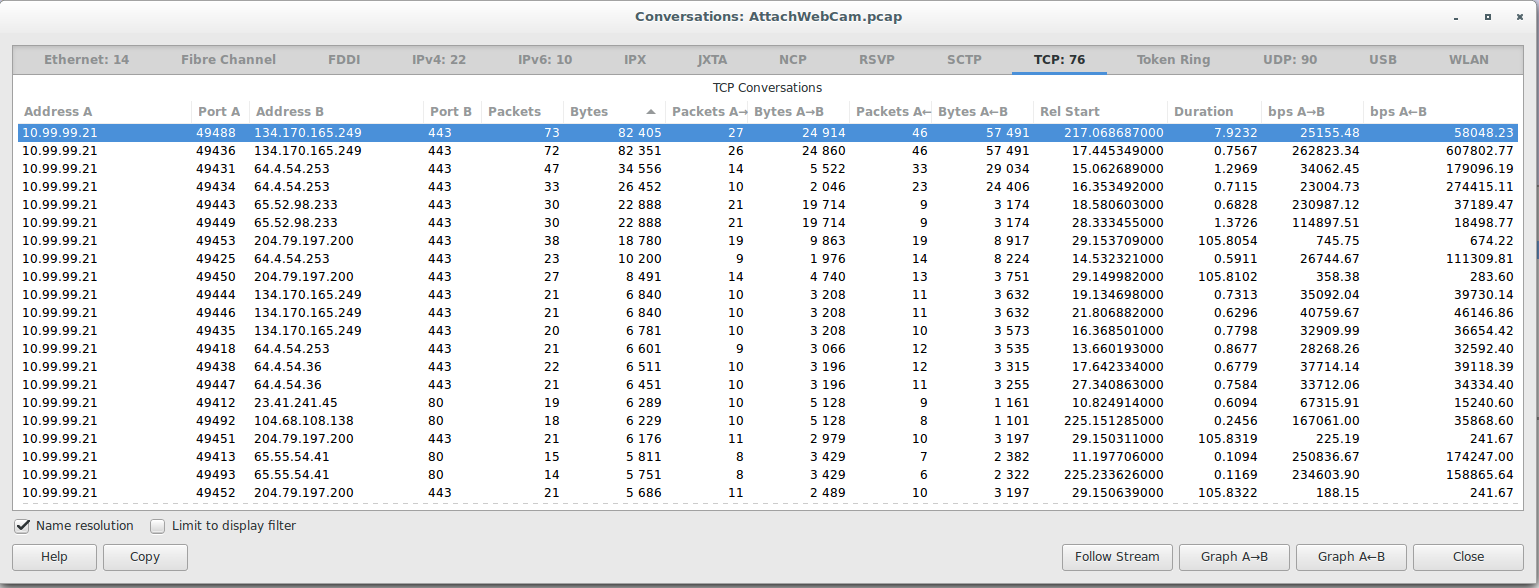 Conversations: AttachWebCam.pcap
Ethernet: 14 Fibre Channel FDDI IPv4: 22 IPv6: 10 IPX JXTA NCP RSVP SCTP TCP: 76 Token Ring UDP: 90 USB WLAN
TCP Conversations
Address A Port A Address B Port B Packets Bytes Packets A→ Bytes A→B Packets A← Bytes A←B Rel Start Duration bps A→B bps A←B
10.99.99.21 49488 134.170.165.249 443 73 82 405 27 24 914 46 57 491 217.068687000 7.9232 25155.48 58048.23
10.99.99.21 49436 134.170.165.249 443 72 82 351 26 24 860 46 57 491 17.445349000 0.7567 262823.34 607802.77
10.99.99.21 49431 64.4.54.253 443 47 34 556 14 5 522 33 29 034 15.062689000 1.2969 34062.45 179096.19
10.99.99.21 49434 64.4.54.253 443 33 26 452 10 2 046 23 24 406 16.353492000 0.7115 23004.73 274415.11
10.99.99.21 49443 65.52.98.233 443 30 22 888 21 19 714 9 3 174 18.580603000 0.6828 230987.12 37189.47
10.99.99.21 49449 65.52.98.233 443 30 22 888 21 19 714 9 3 174 28.333455000 1.3726 114897.51 18498.77
10.99.99.21 49453 204.79.197.200 443 38 18 780 19 9 863 19 8 917 29.153709000 105.8054 745.75 674.22
10.99.99.21 49425 64.4.54.253 443 23 10 200 9 1 976 14 8 224 14.532321000 0.5911 26744.67 111309.81
10.99.99.21 49450 204.79.197.200 443 27 8 491 14 4 740 13 3 751 29.149982000 105.8102 358.38 283.60
10.99.99.21 49444 134.170.165.249 443 21 6 840 10 3 208 11 3 632 19.134698000 0.7313 35092.04 39730.14
10.99.99.21 49446 134.170.165.249 443 21 6 840 10 3 208 11 3 632 21.806882000 0.6296 40759.67 46146.86
10.99.99.21 49435 134.170.165.249 443 20 6 781 10 3 208 10 3 573 16.368501000 0.7798 32909.99 36654.42
10.99.99.21 49418 64.4.54.253 443 21 6 601 9 3 066 12 3 535 13.660193000 0.8677 28268.26 32592.40
10.99.99.21 49438 64.4.54.36 443 22 6 511 10 3 196 12 3 315 17.642334000 0.6779 37714.14 39118.39
10.99.99.21 49447 64.4.54.36 443 21 6 451 10 3 196 11 3 255 27.340863000 0.7584 33712.06 34334.40
10.99.99.21 49412 23.41.241.45 80 19 6 289 10 5 128 9 1 161 10.824914000 0.6094 67315.91 15240.60
10.99.99.21 49492 104.68.108.138 80 18 6 229 10 5 128 8 1 101 225.151285000 0.2456 167061.00 35868.60
10.99.99.21 49451 204.79.197.200 443 21 6 176 11 2 979 10 3 197 29.150311000 105.8319 225.19 241.67
10.99.99.21 49413 65.55.54.41 80 15 5 811 8 3 429 7 2 382 11.197706000 0.1094 250836.67 174247.00
10.99.99.21 49493 65.55.54.41 80 14 5 751 8 3 429 6 2 322 225.233626000 0.1169 234603.90 158865.64
10.99.99.21 49452 204.79.197.200 443 21 5 686 11 2 489 10 3 197 29.150639000 105.8322 188.15 241.67
Name resolution Limit to display filter
Help Copy Follow Stream Graph A→B Graph A←B Close